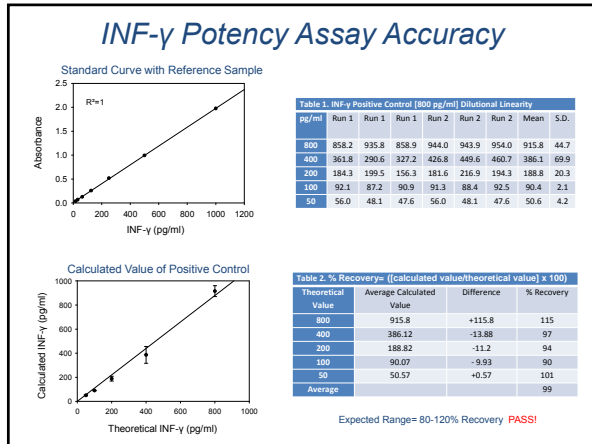 INF-γ Potency Assay Accuracy
Standard Curve with Reference Sample
R²=1
2.5
2.0
1.5
1.0
0.5
0.0
Absorbance
0 200 400 600 800 1000 1200
INF-γ (pg/ml)
Table 1. INF-γ Positive Control [800 pg/ml] Dilutional Linearity
pg/ml Run 1 Run 1 Run 1 Run 2 Run 2 Run 2 Mean S.D.
800 858.2 935.8 858.9 944.0 943.9 954.0 915.8 44.7
400 361.8 290.6 327.2 426.8 449.6 460.7 386.1 69.9
200 184.3 199.5 156.3 181.6 216.9 194.3 188.8 20.3
100 92.1 87.2 90.9 91.3 88.4 92.5 90.4 2.1
50 56.0 48.1 47.6 56.0 48.1 47.6 50.6 4.2
Calculated Value of Positive Control
1000
800
600
400
200
0
Calculated INF-γ (pg/ml)
0 200 400 600 800 1000
Theoretical INF-γ (pg/ml)
Table 2. % Recovery= ([calculated value/theoretical value] x 100)
Theoretical Value Average Calculated Value Difference % Recovery
800 915.8 +115.8 115
400 386.12 -13.88 97
200 188.82 -11.2 94
100 90.07 - 9.93 90
50 50.57 +0.57 101
Average 99
Expected Range= 80-120% Recovery PASS!